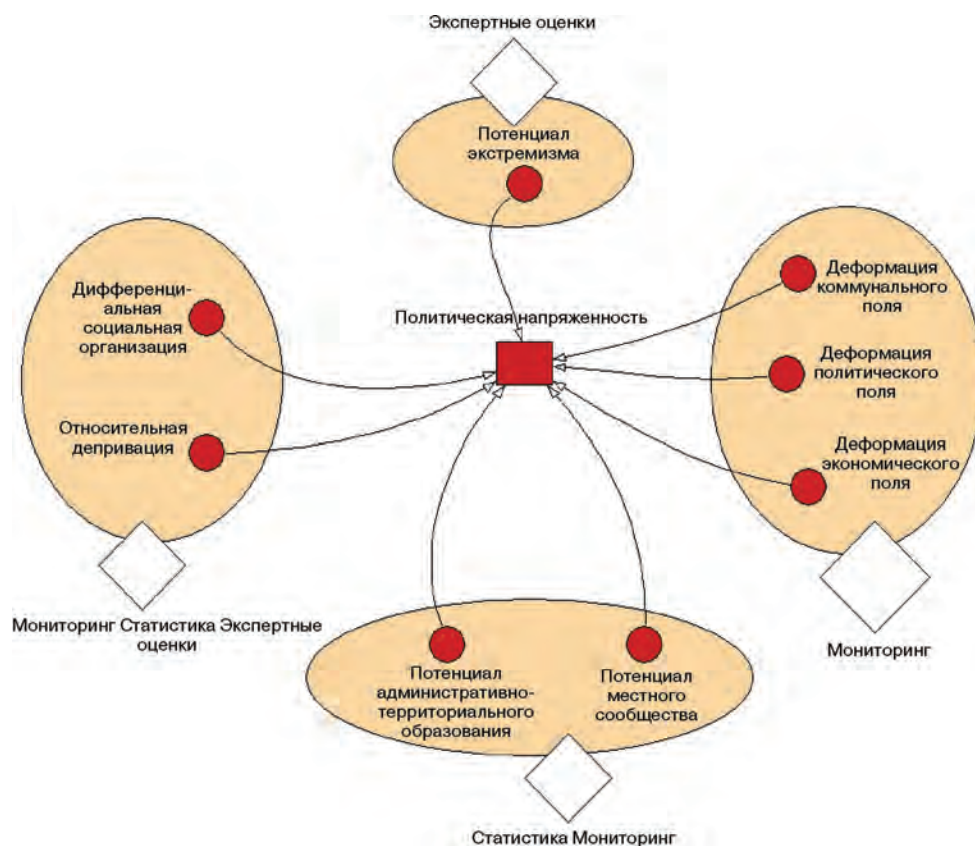 Экспертные оценки
Потенциал
экстремизма
Дифференци-
альная
социальная
организация
Относительная
депривация
Мониторинг Статистика Экспертные
оценки
Политическая напряженность
Деформация
коммунального
поля
Деформация
политического
поля
Деформация
экономического
поля
Мониторинг
Потенциал
административно-
территориального
образования
Потенциал
местного
сообщества
Статистика Мониторинг